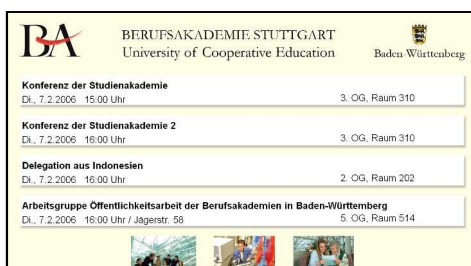 BA
BERUFSAKADEMIE STUTTGART
University of Cooperative Education
Baden-Württemberg
Konferenz der Studienakademie
Di., 7.2.2006 15:00 Uhr 3. OG, Raum 310
Konferenz der Studienakademie 2
Di., 7.2.2006 16:00 Uhr 3. OG, Raum 310
Delegation aus Indonesien
Di., 7.2.2006 16:00 Uhr 2. OG, Raum 202
Arbeitsgruppe Öffentlichkeitsarbeit der Berufsakademien in Baden-Württemberg
Di., 7.2.2006 16:00 Uhr / Jägerstr. 58 5. OG, Raum 514